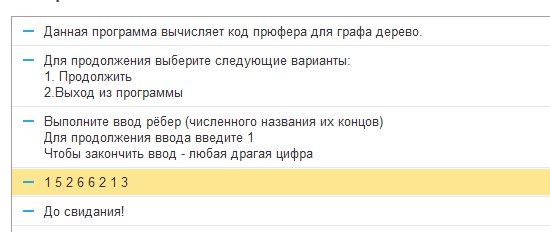 Данная программа вычисляет код прюфера для графа дерево.
Для продолжения выберите следующие варианты:
1. Продолжить
2.Выход из программы
Выполните ввод рёбер (численного названия их концов)
Для продолжения ввода введите 1
Чтобы закончить ввод - любая драгая цифра
1 5 2 6 6 2 1 3
До свидания!